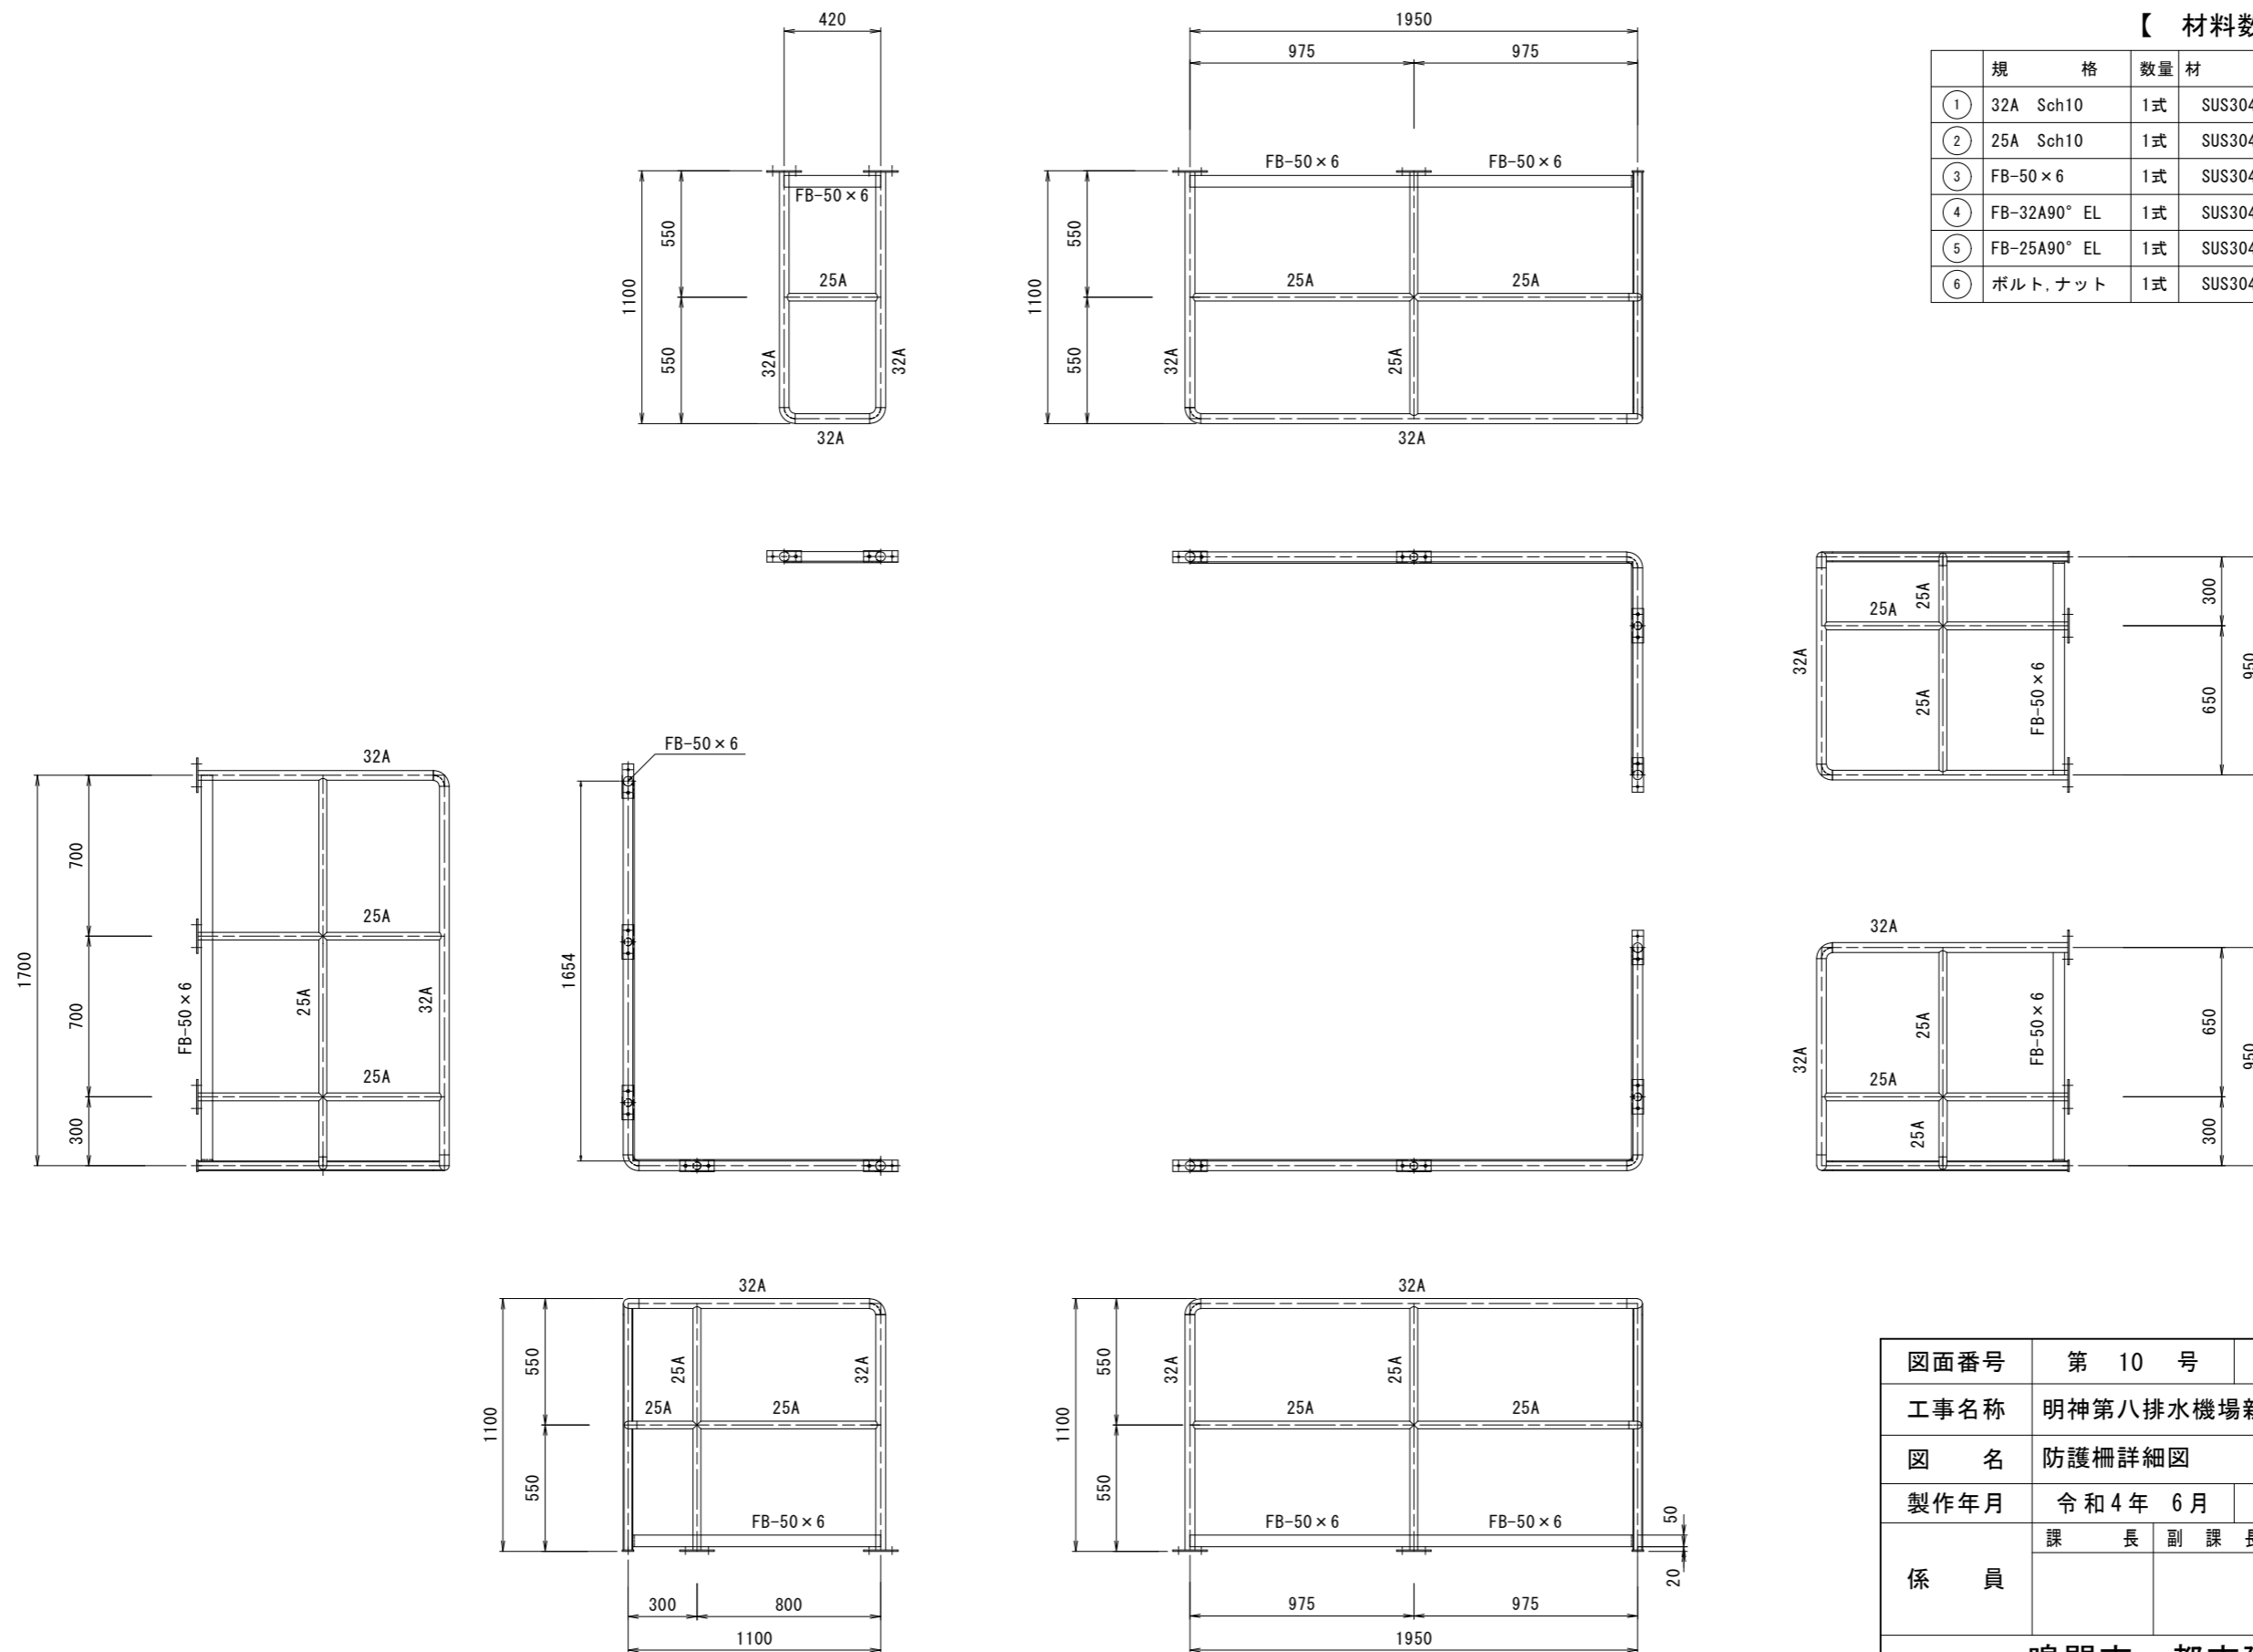 420
1950
975 975
【 材料数
規 格 数量 材
① 32A Sch10 1式 SUS304
② 25A Sch10 1式 SUS304
③ FB-50×6 1式 SUS304
④ FB-32A90° EL 1式 SUS304
⑤ FB-25A90° EL 1式 SUS304
⑥ ボルト,ナット 1式 SUS304
FB-50×6
25A
32A
32A
32A
550
550
1100
FB-50×6 FB-50×6
25A 25A
32A
25A
32A
550
550
1100
25A
25A
32A
25A
FB-50×6
300
650
950
32A
25A
25A
32A
25A
FB-50×6
700
700
300
1700
FB-50×6
1654
32A
32A
25A
25A
25A
FB-50×6
650
300
950
32A
25A
32A
25A 25A
FB-50×6
550
550
1100
300 800
1100
32A
32A
25A
25A 25A
FB-50×6 FB-50×6
550
550
1100
50
20
975 975
1950
図面番号 第 10 号
工事名称 明神第八排水機場
図 名 防護柵詳細図
製作年月 令和4年 6月
係 員 課 長 副 課 長